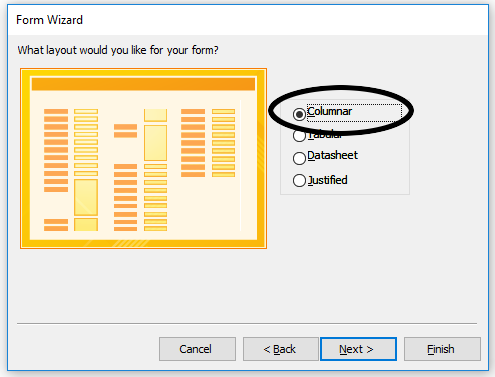 Form Wizard
What layout would you like for your form?
Columnar
Tabular
Datasheet
Justified
Cancel
< Back
Next >
Finish